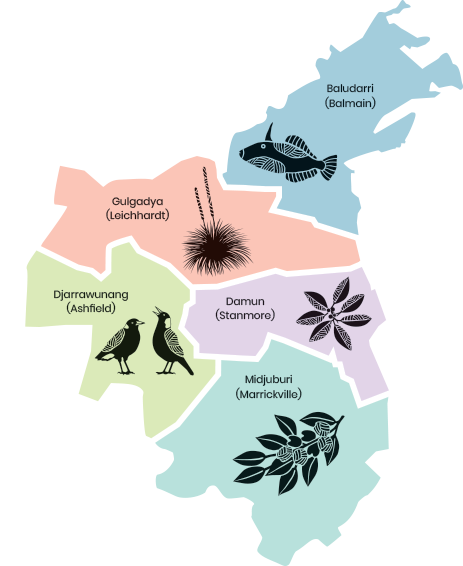 Baludarri
(Balmain)
Gulgadya
(Leichhardt)
Djarrawunang
(Ashfield)
Damun
(Stanmore)
Midjuburi
(Marrickville)